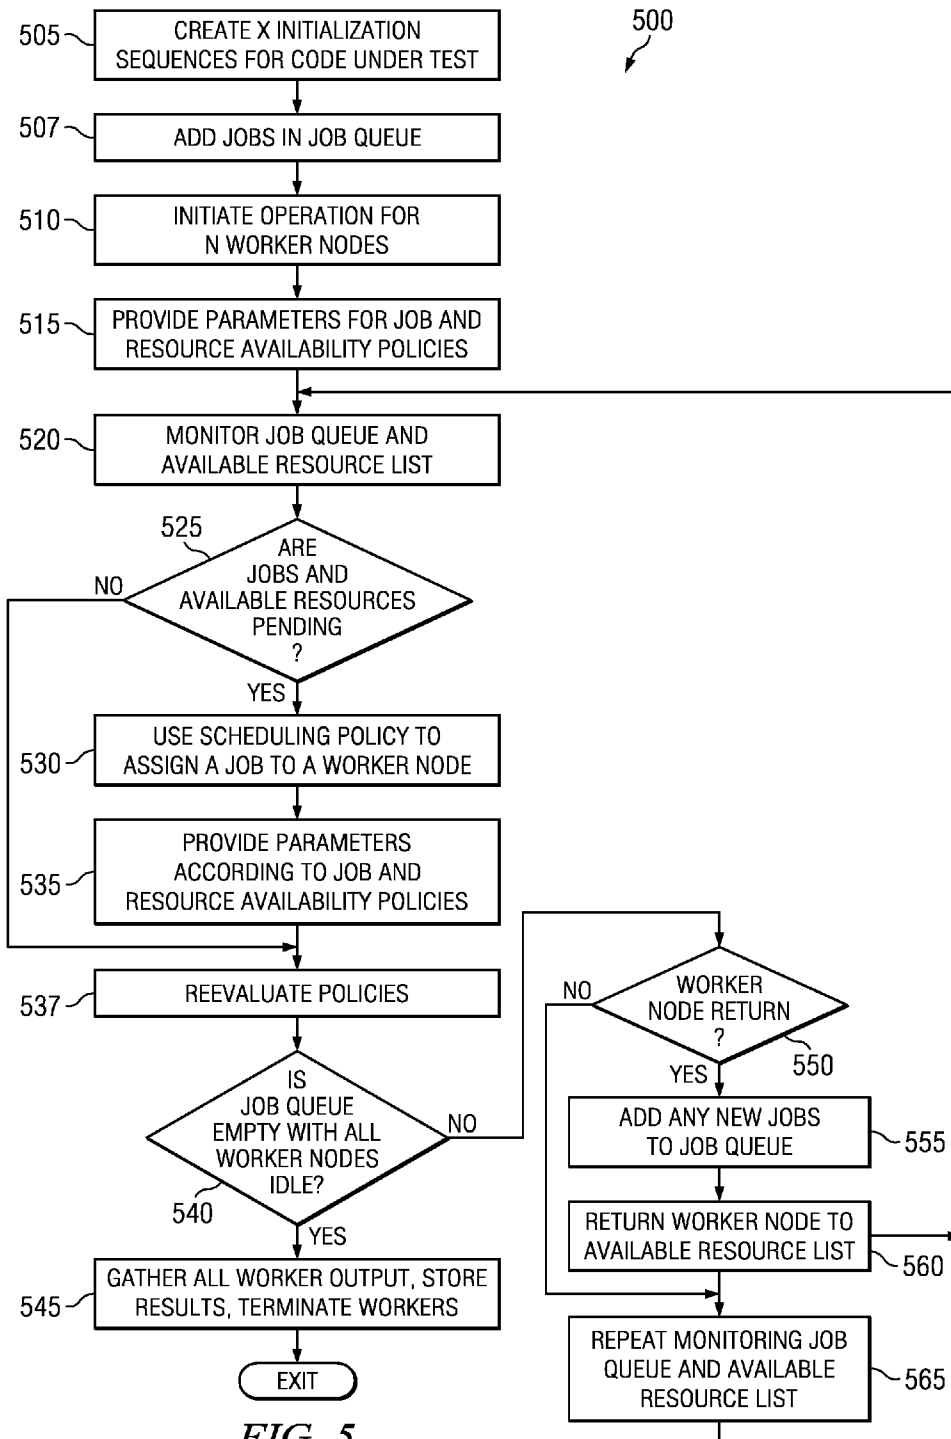 500
505
CREATE X INITIALIZATION
SEQUENCES FOR CODE UNDER TEST
507
ADD JOBS IN JOB QUEUE
510
INITIATE OPERATION FOR
N WORKER NODES
515
PROVIDE PARAMETERS FOR JOB AND
RESOURCE AVAILABILITY POLICIES
520
MONITOR JOB QUEUE AND
AVAILABLE RESOURCE LIST
525
ARE
JOBS AND
AVAILABLE RESOURCES
PENDING
?
NO
YES
530
USE SCHEDULING POLICY TO
ASSIGN A JOB TO A WORKER NODE
535
PROVIDE PARAMETERS
ACCORDING TO JOB AND
RESOURCE AVAILABILITY POLICIES
537
REEVALUATE POLICIES
IS
JOB QUEUE
EMPTY WITH ALL
WORKER NODES
IDLE?
540
NO
YES
545
GATHER ALL WORKER OUTPUT, STORE
RESULTS, TERMINATE WORKERS
EXIT
WORKER
NODE RETURN
?
550
NO
YES
ADD ANY NEW JOBS
TO JOB QUEUE
555
RETURN WORKER NODE TO
AVAILABLE RESOURCE LIST
560
REPEAT MONITORING JOB
QUEUE AND AVAILABLE
RESOURCE LIST
565
FIG. 5